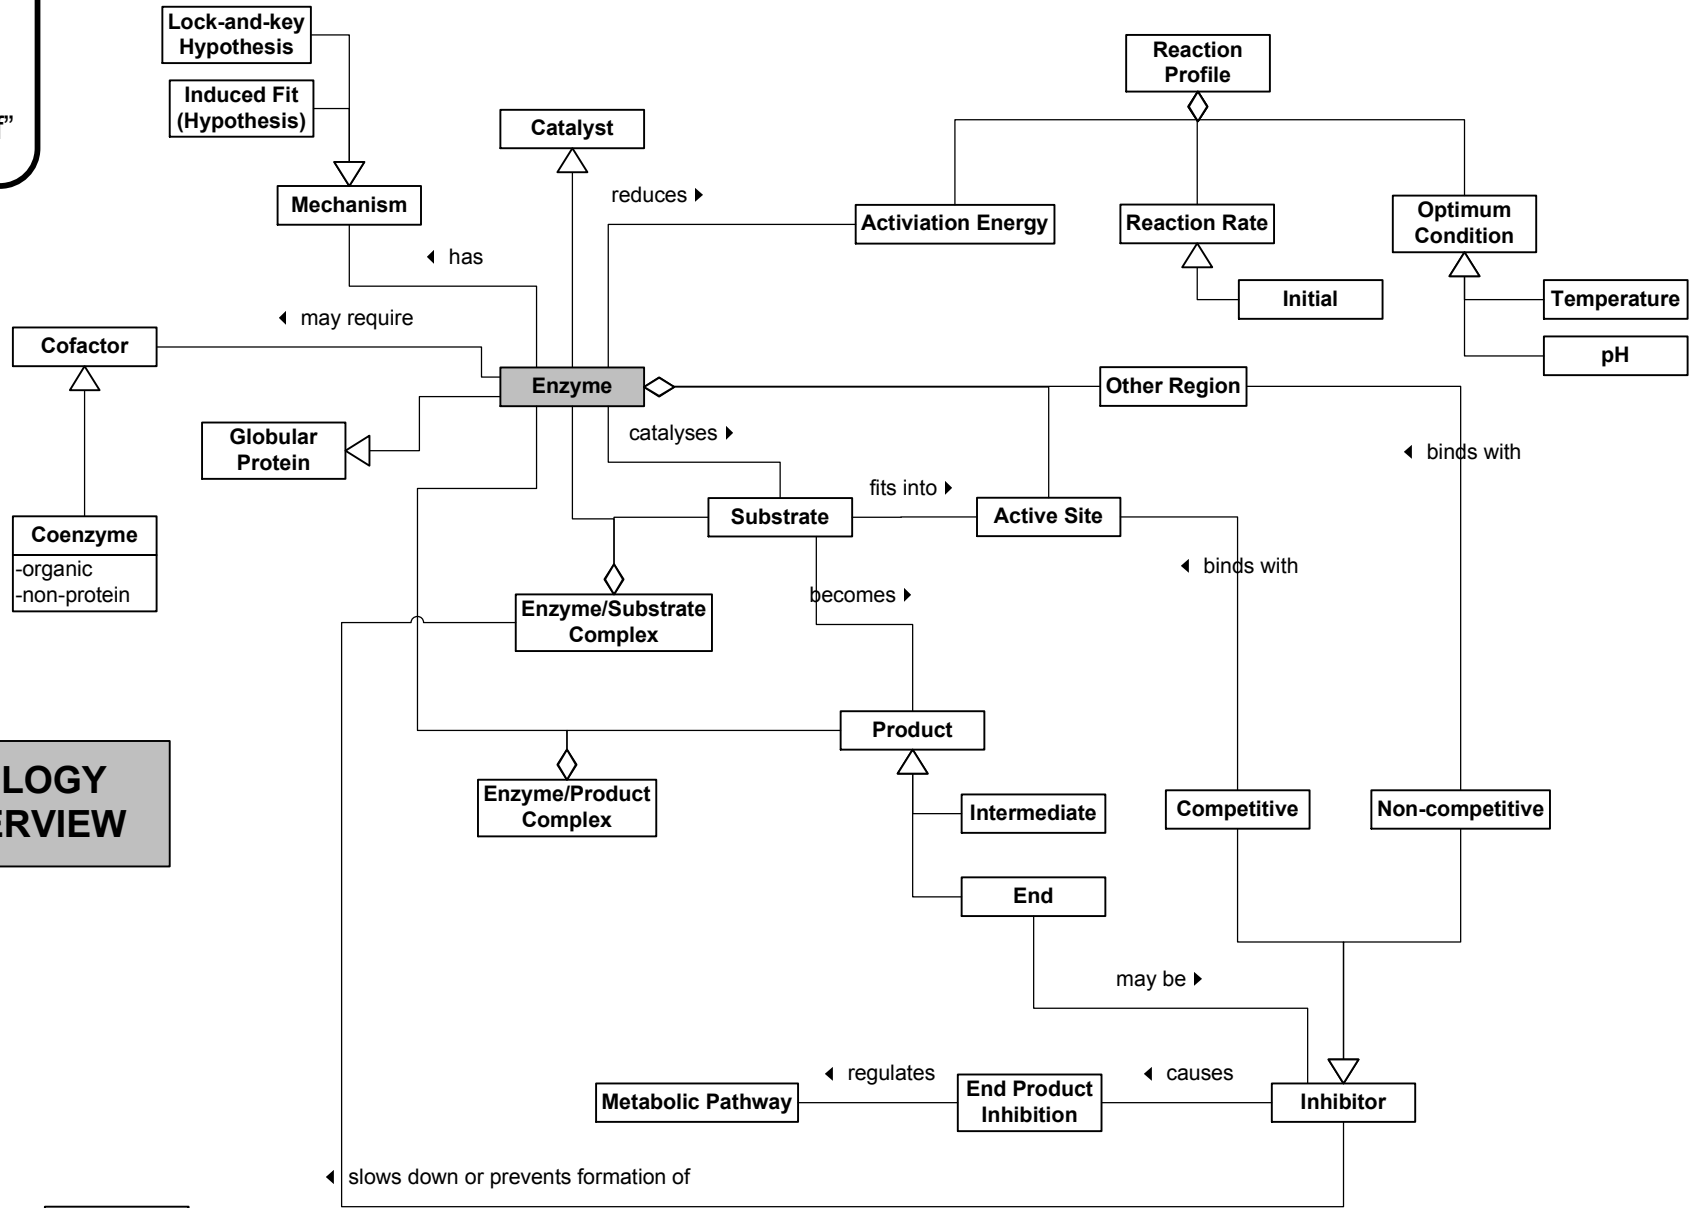 Lock-and-key
Hypothesis
Induced Fit
(Hypothesis)
Mechanism
Catalyst
Reaction
Profile
reduces
Activiation Energy
Reaction Rate
Optimum
Condition
Initial
Temperature
pH
has
may require
Cofactor
Enzyme
Other Region
Globular
Protein
catalyses
binds with
fits into
Substrate
Active Site
Coenzyme
-organic
-non-protein
binds with
becomes
Enzyme/Substrate
Complex
Product
LOGY
ERVIEW
Enzyme/Product
Complex
Intermediate
Competitive
Non-competitive
End
may be
regulates
causes
Metabolic Pathway
End Product
Inhibition
Inhibitor
slows down or prevents formation of